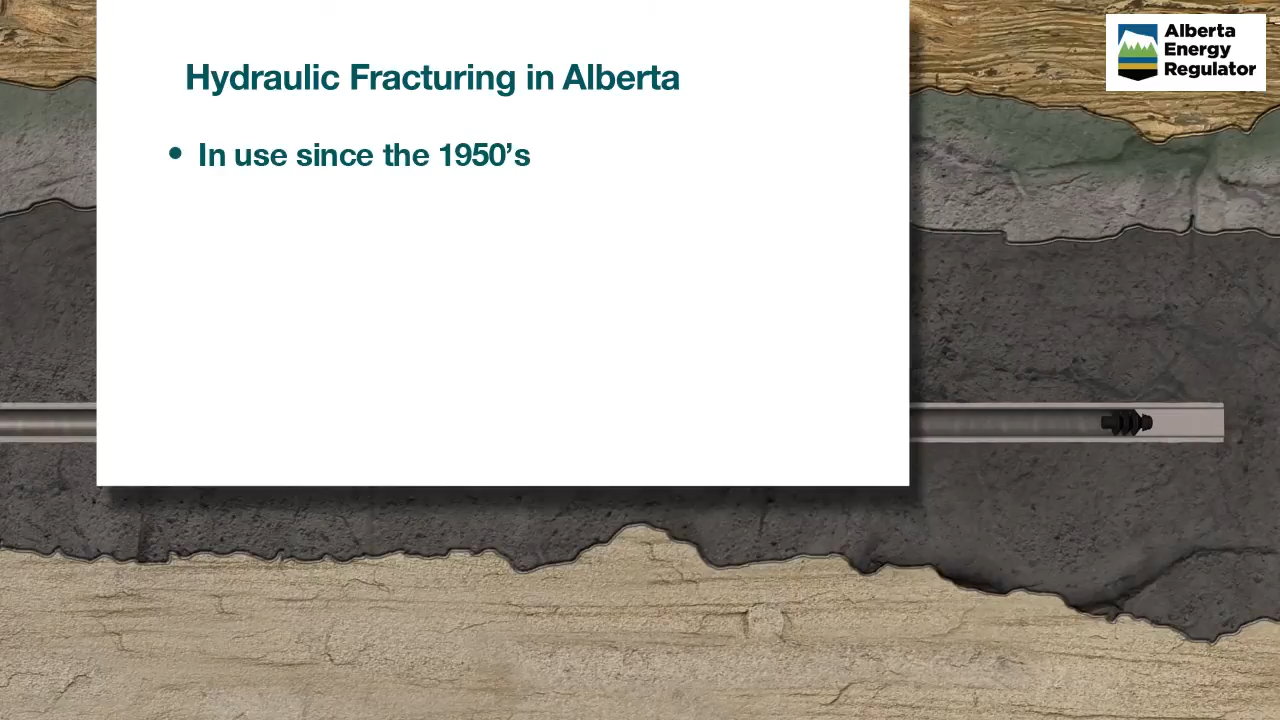 Hydraulic Fracturing in Alberta
• In use since the 1950’s
Alberta
Energy
Regulator